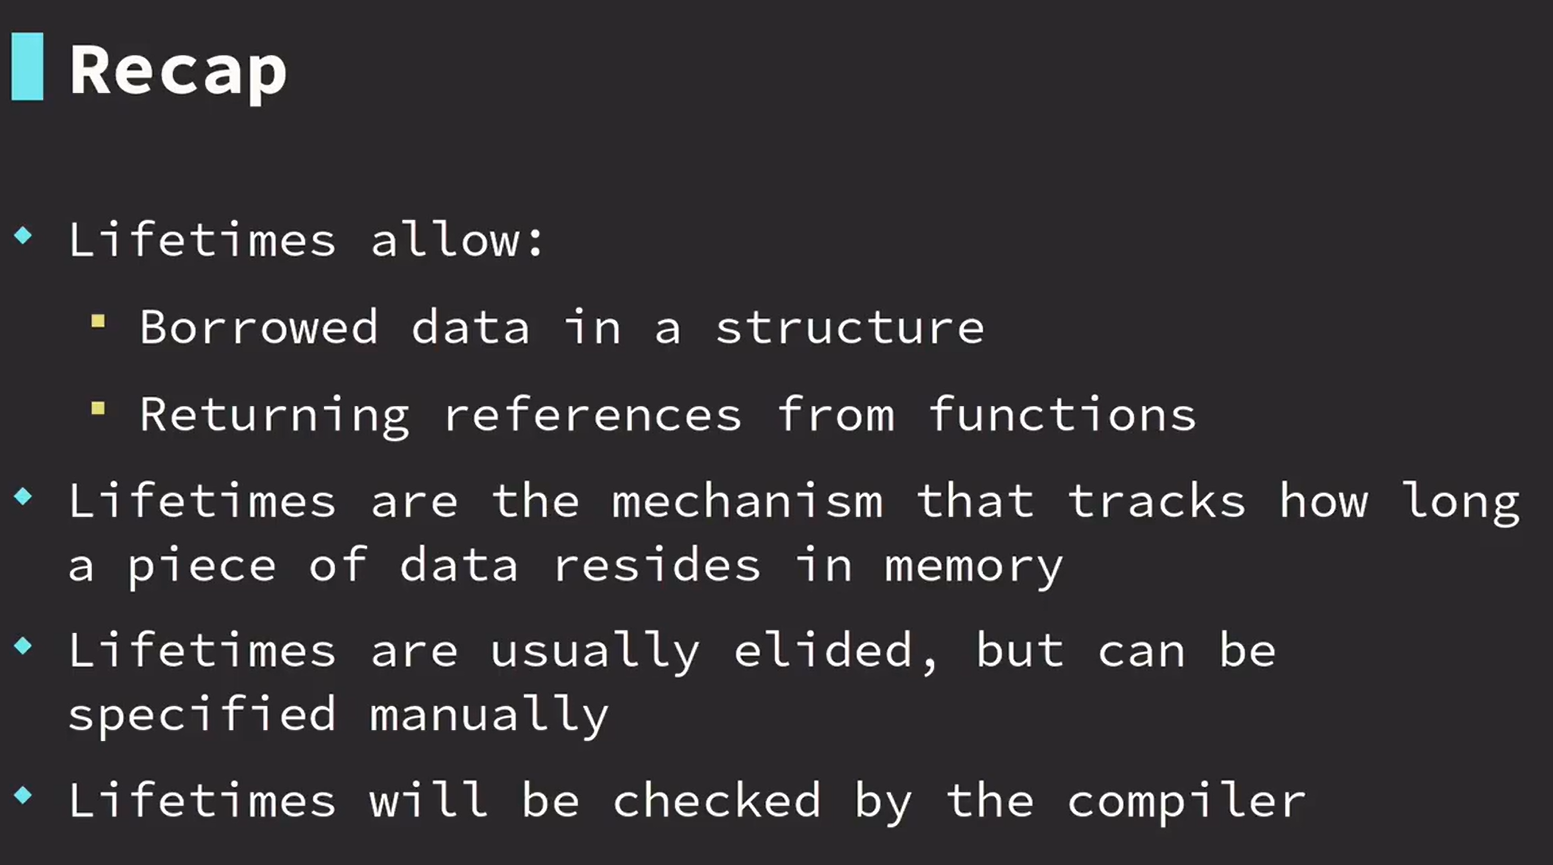 Recap
Lifetimes allow:
Borrowed data in a structure
Returning references from functions
Lifetimes are the mechanism that tracks how long
a piece of data resides in memory
Lifetimes are usually elided, but can be
specified manually
Lifetimes will be checked by the compiler